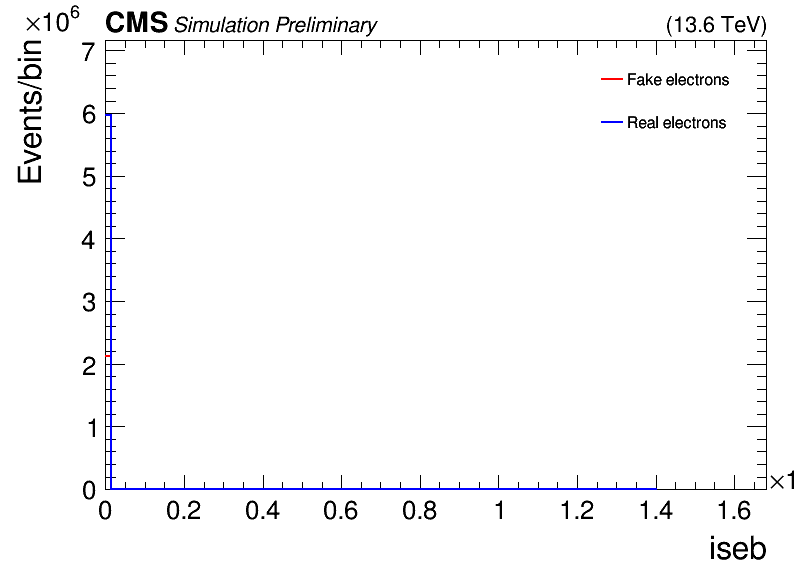 ×10⁶
CMS Simulation Preliminary
(13.6 TeV)
Events/bin
7
6
5
4
3
2
1
0
Fake electrons
Real electrons
0 0.2 0.4 0.6 0.8 1 1.2 1.4 1.6
×1
iseb